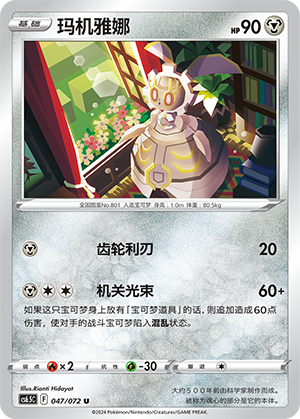 基础 玛机雅娜 HP 90
全国图鉴No.801 人造宝可梦 身高：1.0m 体重：80.5kg
齿轮利刃 20
机关光束 60+
如果这只宝可梦身上放有「宝可梦道具」的话，则追加造成60点
伤害，使对手的战斗宝可梦陷入混乱状态。
弱点 ×2 抵抗力 -30 撤退
Illus.Rianti Hidayat
CS6.5C F 047/072 U
大约５００年前由科学家制作而成。
被称为魂心的部分是它的本体。
©2024 Pokémon/Nintendo/Creatures/GAME FREAK.